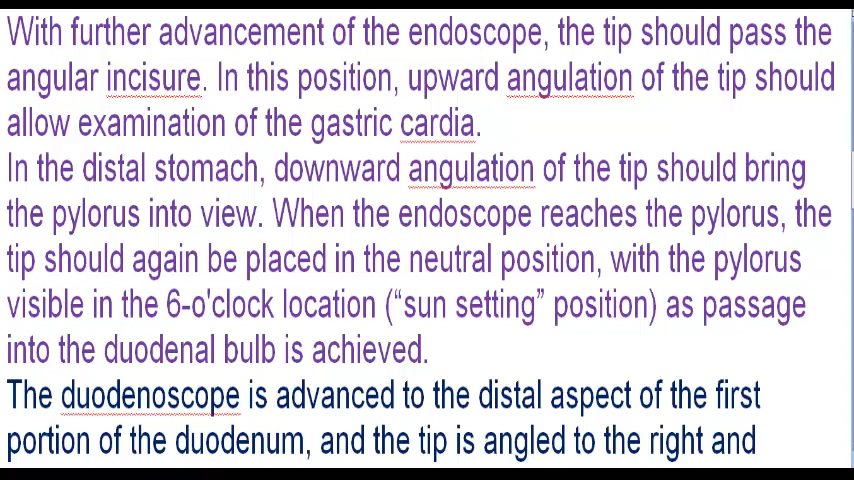 With further advancement of the endoscope, the tip should pass the
angular incisure. In this position, upward angulation of the tip should
allow examination of the gastric cardia.
In the distal stomach, downward angulation of the tip should bring
the pylorus into view. When the endoscope reaches the pylorus, the
tip should again be placed in the neutral position, with the pylorus
visible in the 6-o'clock location (“sun setting” position) as passage
into the duodenal bulb is achieved.
The duodenoscope is advanced to the distal aspect of the first
portion of the duodenum, and the tip is angled to the right and